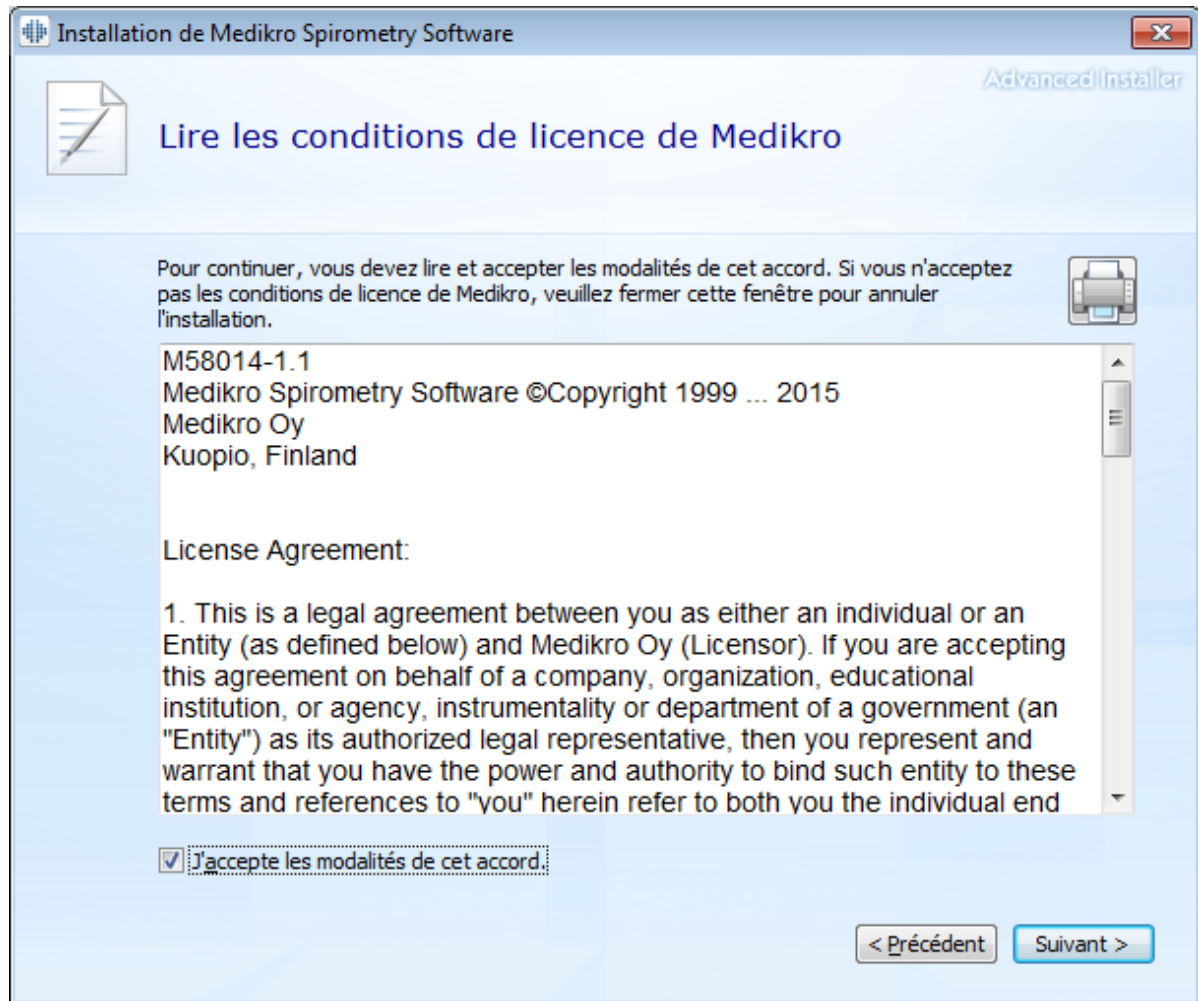 Installation de Medikro Spirometry Software
Advanced Installer
Lire les conditions de licence de Medikro
Pour continuer, vous devez lire et accepter les modalités de cet accord. Si vous n'acceptez
pas les conditions de licence de Medikro, veuillez fermer cette fenêtre pour annuler
l'installation.
M58014-1.1
Medikro Spirometry Software ©Copyright 1999 ... 2015
Medikro Oy
Kuopio, Finland
License Agreement:
1. This is a legal agreement between you as either an individual or an
Entity (as defined below) and Medikro Oy (Licensor). If you are accepting
this agreement on behalf of a company, organization, educational
institution, or agency, instrumentality or department of a government (an
"Entity") as its authorized legal representative, then you represent and
warrant that you have the power and authority to bind such entity to these
terms and references to "you" herein refer to both you the individual end
J'accepte les modalités de cet accord.
< Précédent
Suivant >